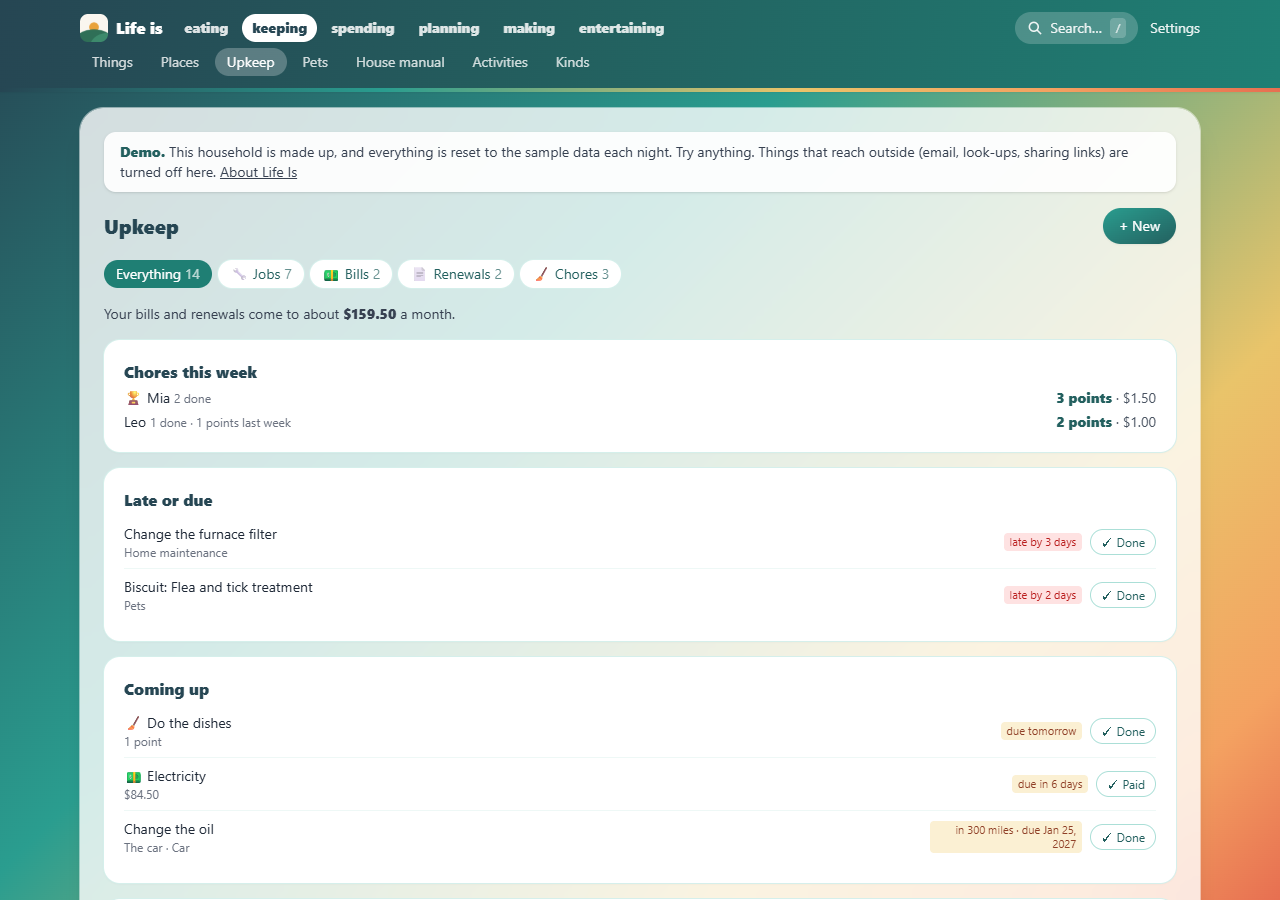 Life is eating keeping spending planning making entertaining Search... / Settings
Things Places Upkeep Pets House manual Activities Kinds
Demo. This household is made up, and everything is reset to the sample data each night. Try anything. Things that reach outside (email, look-ups, sharing links) are
turned off here. About Life Is
Upkeep + New
Everything 14 Jobs 7 Bills 2 Renewals 2 Chores 3
Your bills and renewals come to about $159.50 a month.
Chores this week
Mia 2 done 3 points · $1.50
Leo 1 done · 1 points last week 2 points · $1.00
Late or due
Change the furnace filter late by 3 days ✓ Done
Home maintenance
Biscuit: Flea and tick treatment late by 2 days ✓ Done
Pets
Coming up
Do the dishes due tomorrow ✓ Done
1 point
Electricity due in 6 days ✓ Paid
$84.50
Change the oil in 300 miles · due Jan 25, 2027 ✓ Done
The car · Car